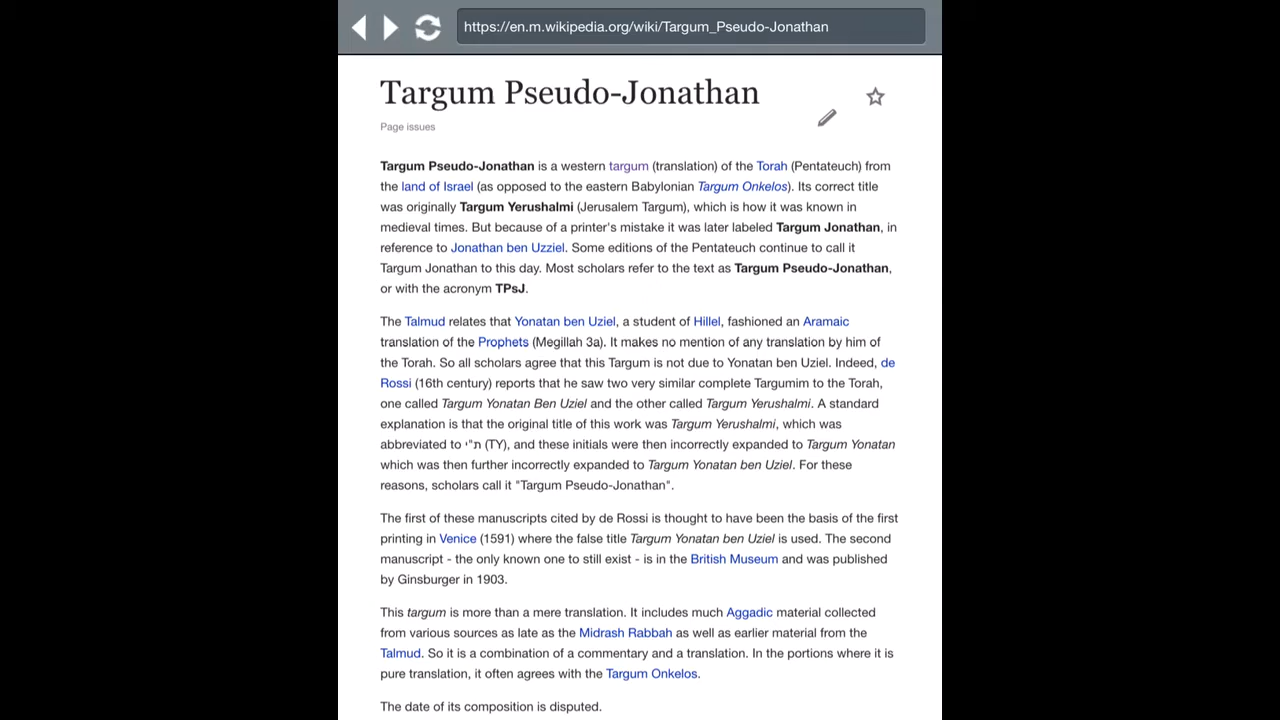 https://en.m.wikipedia.org/wiki/Targum_Pseudo-Jonathan
Targum Pseudo-Jonathan
Page issues
Targum Pseudo-Jonathan is a western targum (translation) of the Torah (Pentateuch) from
the land of Israel (as opposed to the eastern Babylonian Targum Onkelos). Its correct title
was originally Targum Yerushalmi (Jerusalem Targum), which is how it was known in
medieval times. But because of a printer's mistake it was later labeled Targum Jonathan, in
reference to Jonathan ben Uzziel. Some editions of the Pentateuch continue to call it
Targum Jonathan to this day. Most scholars refer to the text as Targum Pseudo-Jonathan,
or with the acronym TPsJ.
The Talmud relates that Yonatan ben Uziel, a student of Hillel, fashioned an Aramaic
translation of the Prophets (Megillah 3a). It makes no mention of any translation by him of
the Torah. So all scholars agree that this Targum is not due to Yonatan ben Uziel. Indeed, de
Rossi (16th century) reports that he saw two very similar complete Targumim to the Torah,
one called Targum Yonatan Ben Uziel and the other called Targum Yerushalmi. A standard
explanation is that the original title of this work was Targum Yerushalmi, which was
abbreviated to ת"י (TY), and these initials were then incorrectly expanded to Targum Yonatan
which was then further incorrectly expanded to Targum Yonatan ben Uziel. For these
reasons, scholars call it "Targum Pseudo-Jonathan".
The first of these manuscripts cited by de Rossi is thought to have been the basis of the first
printing in Venice (1591) where the false title Targum Yonatan ben Uziel is used. The second
manuscript - the only known one to still exist - is in the British Museum and was published
by Ginsburger in 1903.
This targum is more than a mere translation. It includes much Aggadic material collected
from various sources as late as the Midrash Rabbah as well as earlier material from the
Talmud. So it is a combination of a commentary and a translation. In the portions where it is
pure translation, it often agrees with the Targum Onkelos.
The date of its composition is disputed.